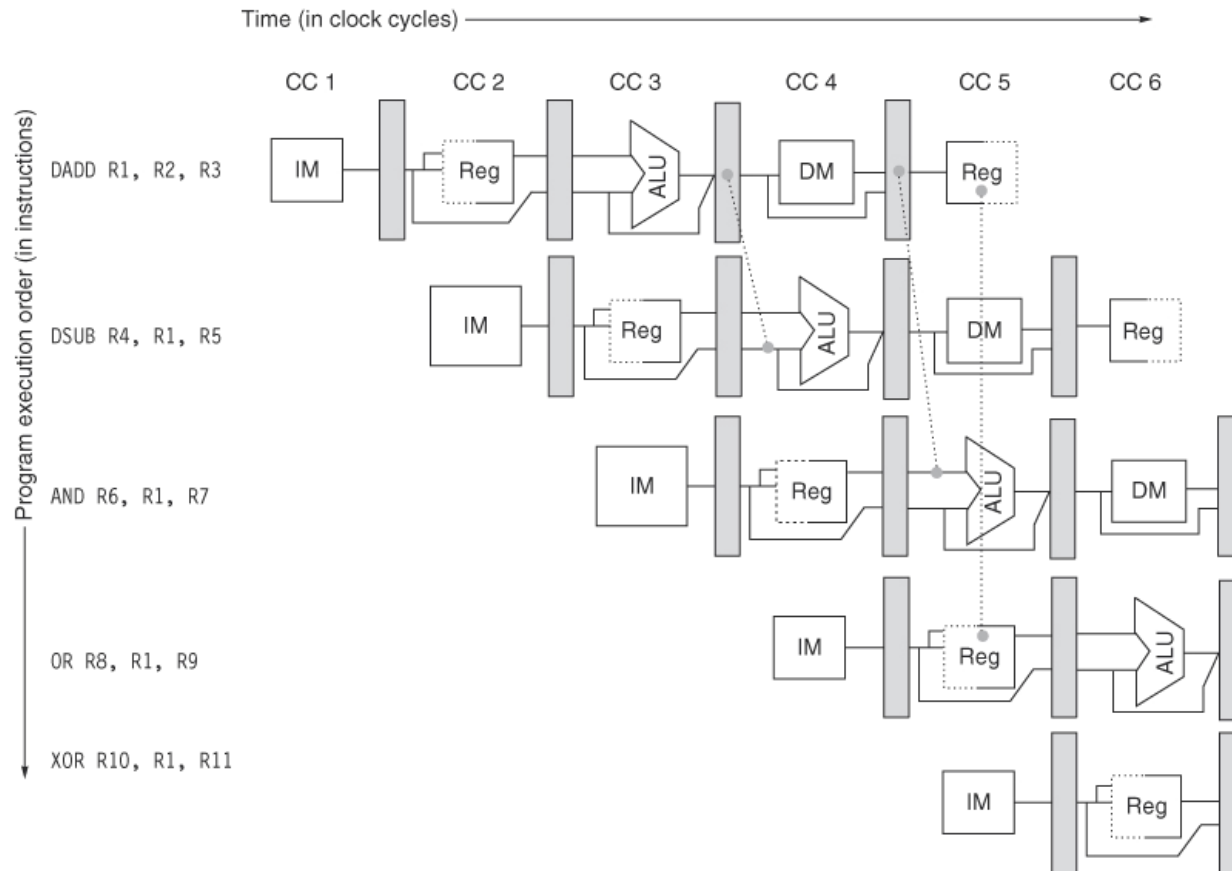 Time (in clock cycles)
CC 1 CC 2 CC 3 CC 4 CC 5 CC 6
Program execution order (in instructions)
DADD R1, R2, R3
IM Reg ALU DM Reg
DSUB R4, R1, R5
IM Reg ALU DM Reg
AND R6, R1, R7
IM Reg ALU DM
OR R8, R1, R9
IM Reg ALU
XOR R10, R1, R11
IM Reg